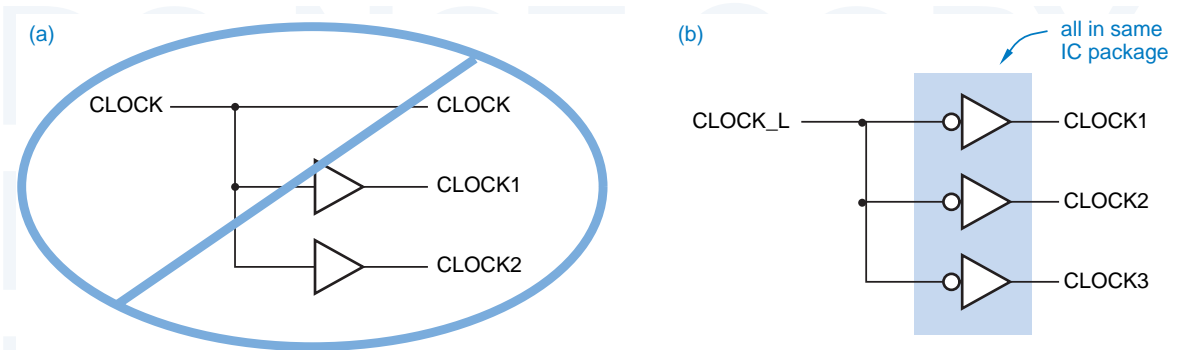 (a)
CLOCK
CLOCK
CLOCK1
CLOCK2
(b)
all in same
IC package
CLOCK_L
CLOCK1
CLOCK2
CLOCK3